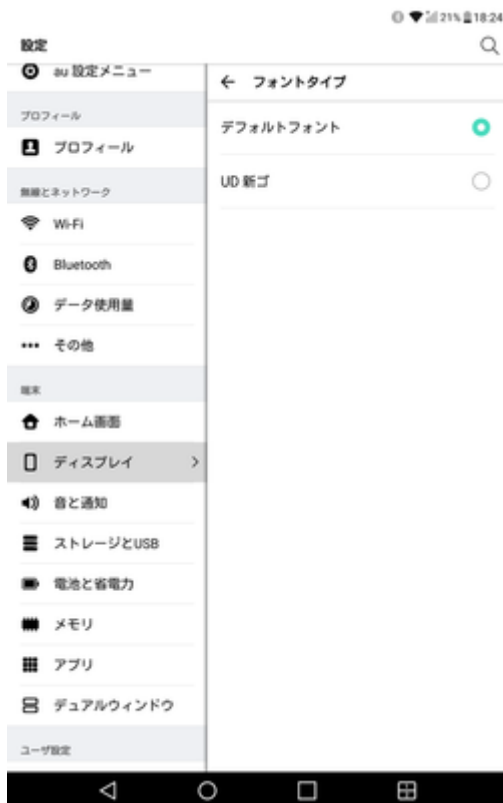 21% 18:24
設定
au 設定メニュー
プロフィール
プロフィール
無線とネットワーク
Wi-Fi
Bluetooth
データ使用量
その他
端末
ホーム画面
ディスプレイ
音と通知
ストレージとUSB
電池と省電力
メモリ
アプリ
デュアルウィンドウ
ユーザ設定
フォントタイプ
デフォルトフォント
UD 新ゴ